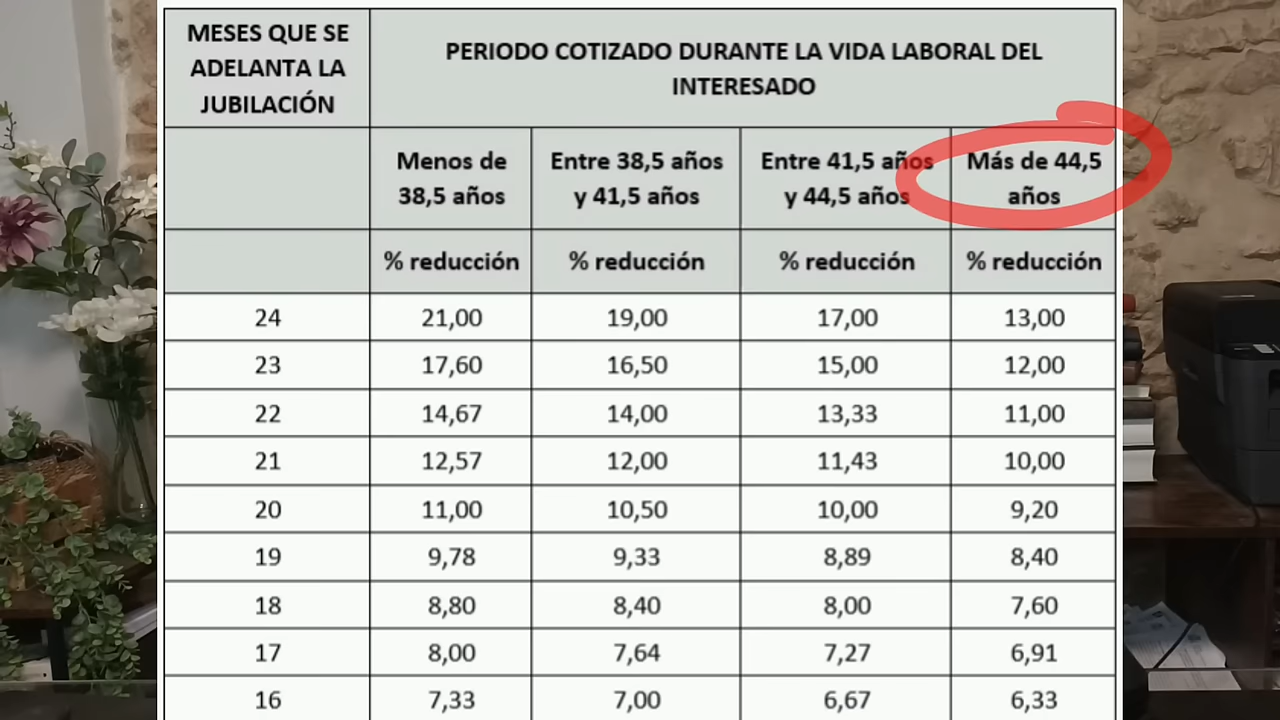 MESES QUE SE
ADELANTA LA
JUBILACIÓN
PERIODO COTIZADO DURANTE LA VIDA LABORAL DEL
INTERESADO
Menos de
38,5 años
Entre 38,5 años
y 41,5 años
Entre 41,5 años
y 44,5 años
Más de 44,5
años
% reducción % reducción % reducción % reducción
24 21,00 19,00 17,00 13,00
23 17,60 16,50 15,00 12,00
22 14,67 14,00 13,33 11,00
21 12,57 12,00 11,43 10,00
20 11,00 10,50 10,00 9,20
19 9,78 9,33 8,89 8,40
18 8,80 8,40 8,00 7,60
17 8,00 7,64 7,27 6,91
16 7,33 7,00 6,67 6,33